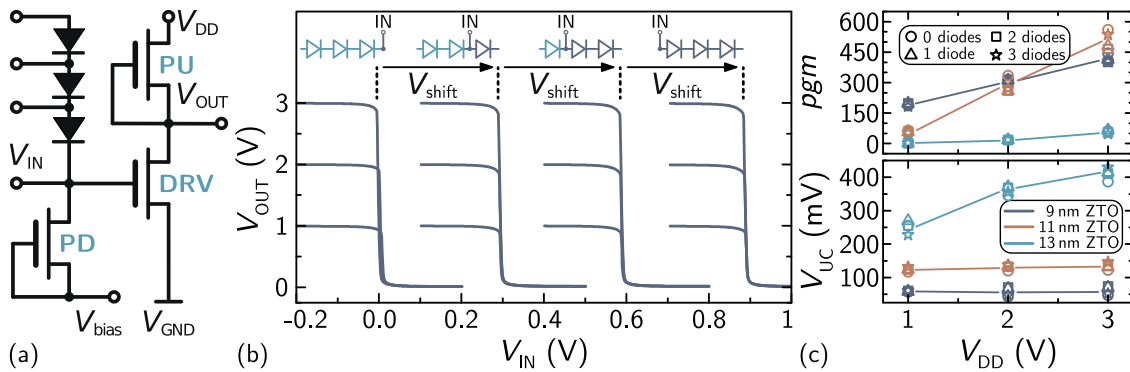 V_DD
PU
V_OUT
V_IN
DRV
PD
V_bias
V_GND
(a)
IN IN IN IN
V_shift V_shift V_shift
3
2
1
0
V_OUT (V)
−0.2 0.0 0.2 0.4 0.6 0.8 1
V_IN (V)
(b)
600
450
300
150
0
pgm
0 diodes 2 diodes
1 diode 3 diodes
400
300
200
100
V_UC (mV)
9 nm ZTO
11 nm ZTO
13 nm ZTO
1 2 3
V_DD (V)
(c)